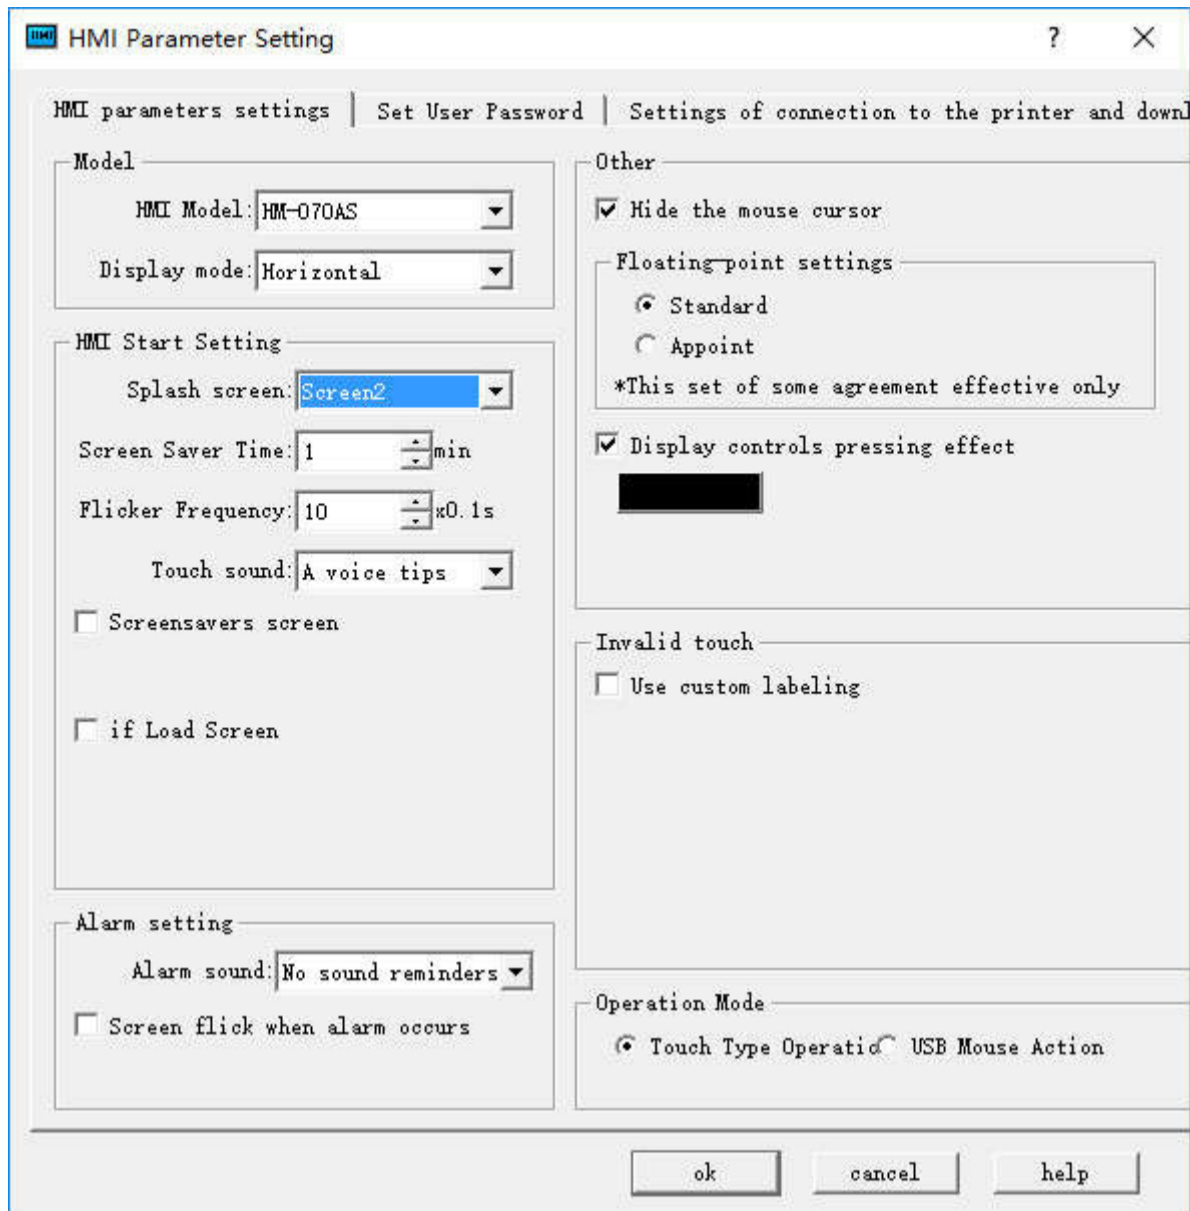 HMI
HMI Parameter Setting
?
HMI parameters settings
Set User Password
Settings of connection to the printer and downl
Model
HMI Model:
HM-070AS
Display mode:
Horizontal
HMI Start Setting
Splash screen:
Screen2
Screen Saver Time:
1
min
Flicker Frequency:
10
x0.1s
Touch sound:
A voice tips
Screensavers screen
if Load Screen
Alarm setting
Alarm sound:
No sound reminders
Screen flick when alarm occurs
Other
Hide the mouse cursor
Floating-point settings
Standard
Appoint
*This set of some agreement effective only
Display controls pressing effect
Invalid touch
Use custom labeling
Operation Mode
Touch Type Operatic
USB Mouse Action
ok
cancel
help